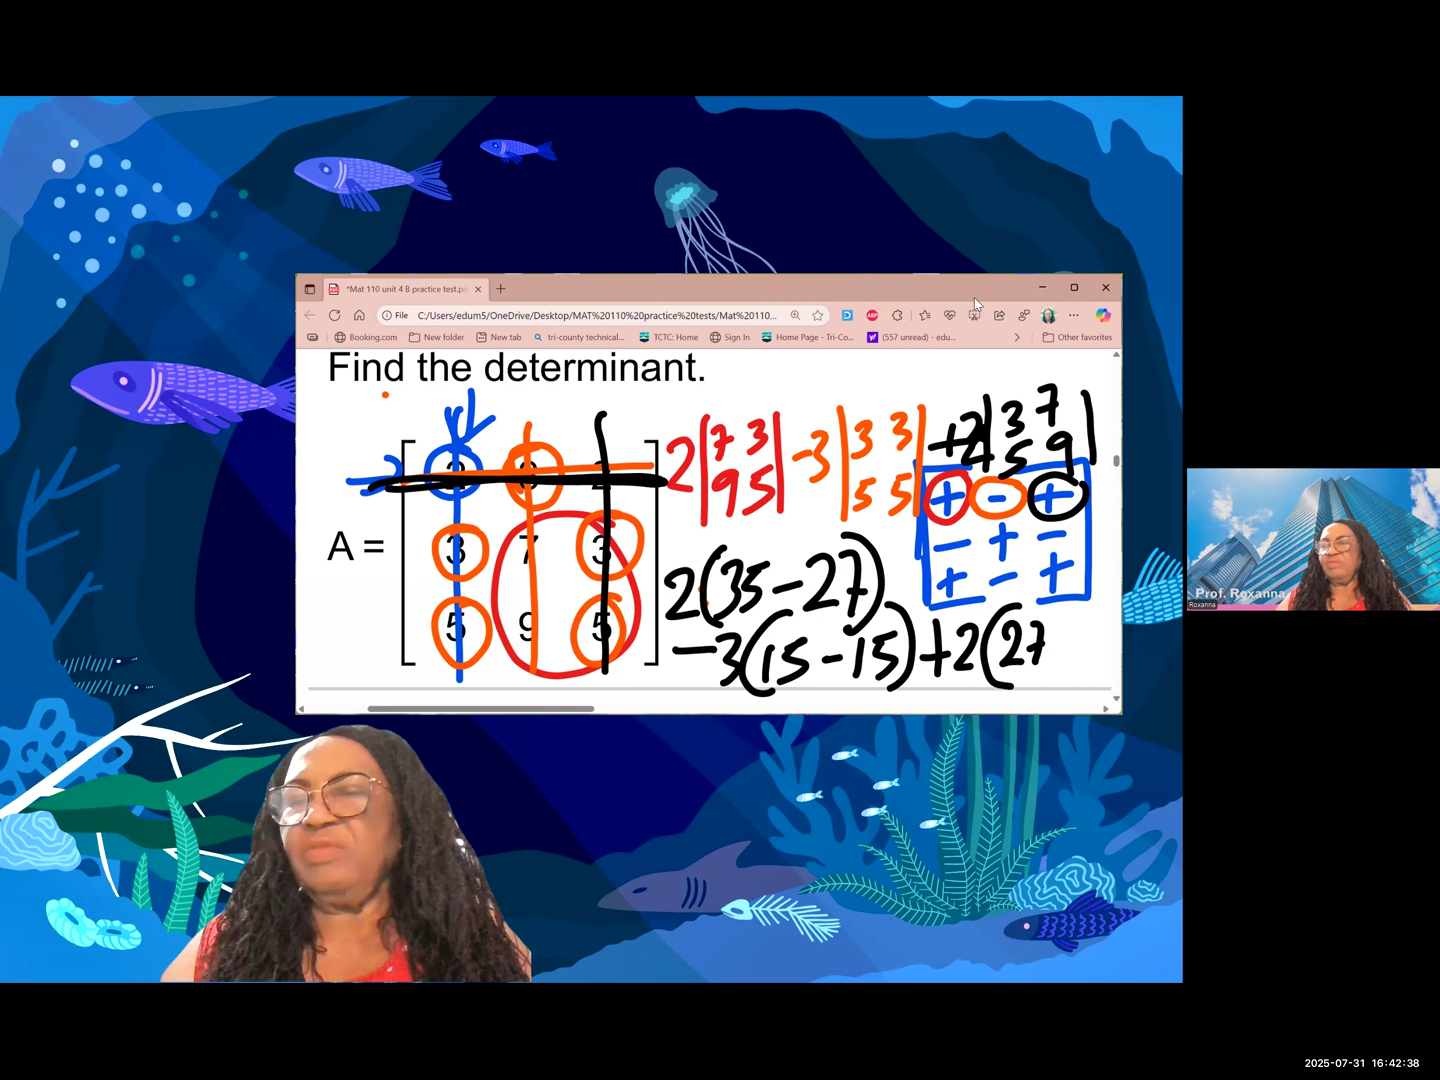 *Mat 110 unit 4 B practice test.po
File C:/Users/edum5/OneDrive/Desktop/MAT%20110%20practice%20tests/Mat%20110...
Booking.com New folder New tab tri-county technical... TCTC: Home Sign In Home Page - Tri-Co... (557 unread) - edu... Other favorites
Find the determinant.
A =
3 7 3
5 9 5
2 | 7 3 | -3 | 3 3 | +2 | 3 7 |
| 9 5 | | 5 5 | | 5 9 |
+ - +
- + -
+ - +
2(35-27)
-3(15-15)+2(27
Prof. Roxanna
Roxanna
2025-07-31 16:42:38